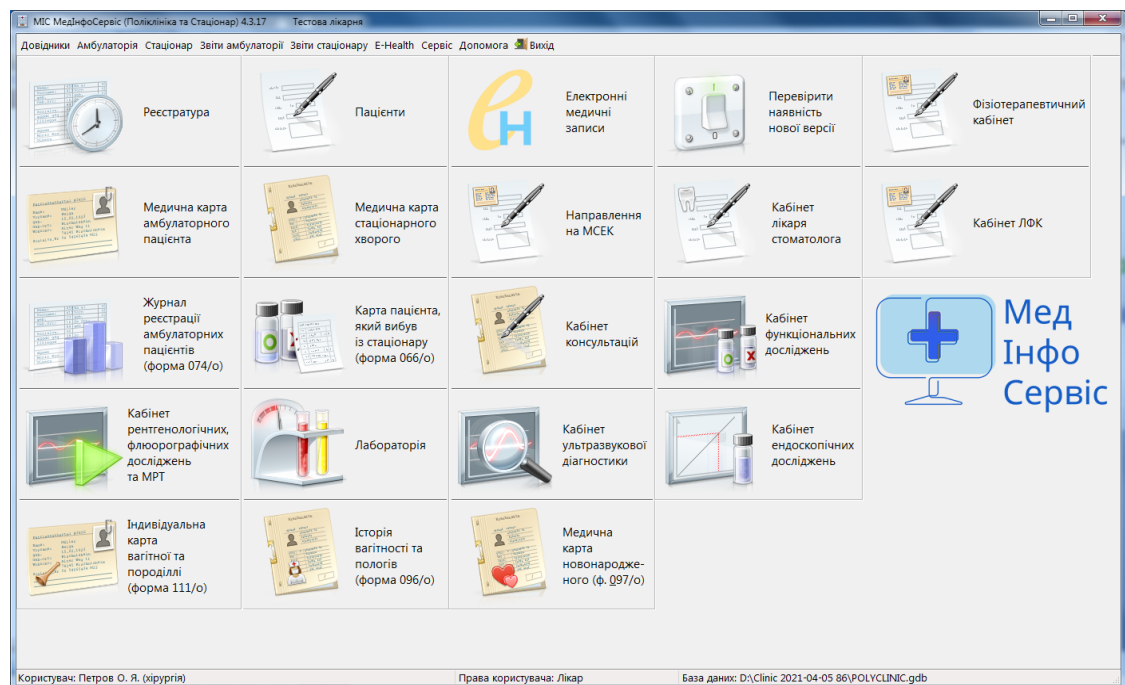 МІС МедІнфоСервіс (Поліклініка та Стаціонар) 4.3.17 Тестова лікарня
Довідники Амбулаторія Стаціонар Звіти амбулаторії Звіти стаціонару E-Health Сервіс Допомога Вихід
Реєстратура
Пацієнти
Електронні
медичні
записи
Перевірити
наявність
нової версії
Фізіотерапевтичний
кабінет
Медична карта
амбулаторного
пацієнта
Медична карта
стаціонарного
хворого
Направлення
на МСЕК
Кабінет
лікаря
стоматолога
Кабінет ЛФК
Журнал
реєстрації
амбулаторних
пацієнтів
(форма 074/о)
Карта пацієнта,
який вибув
із стаціонару
(форма 066/о)
Кабінет
консультацій
Кабінет
функціональних
досліджень
Мед
Інфо
Сервіс
Кабінет
рентгенологічних,
флюорографічних
досліджень
та МРТ
Лабораторія
Кабінет
ультразвукової
діагностики
Кабінет
ендоскопічних
досліджень
Індивідуальна
карта
вагітної та
породіллі
(форма 111/о)
Історія
вагітності та
пологів
(форма 096/о)
Медична
карта
новонародже-
ного (ф. 097/о)
Користувач: Петров О. Я. (хірургія) Права користувача: Лікар База даних: D:\Clinic 2021-04-05 86\POLYCLINIC.gdb